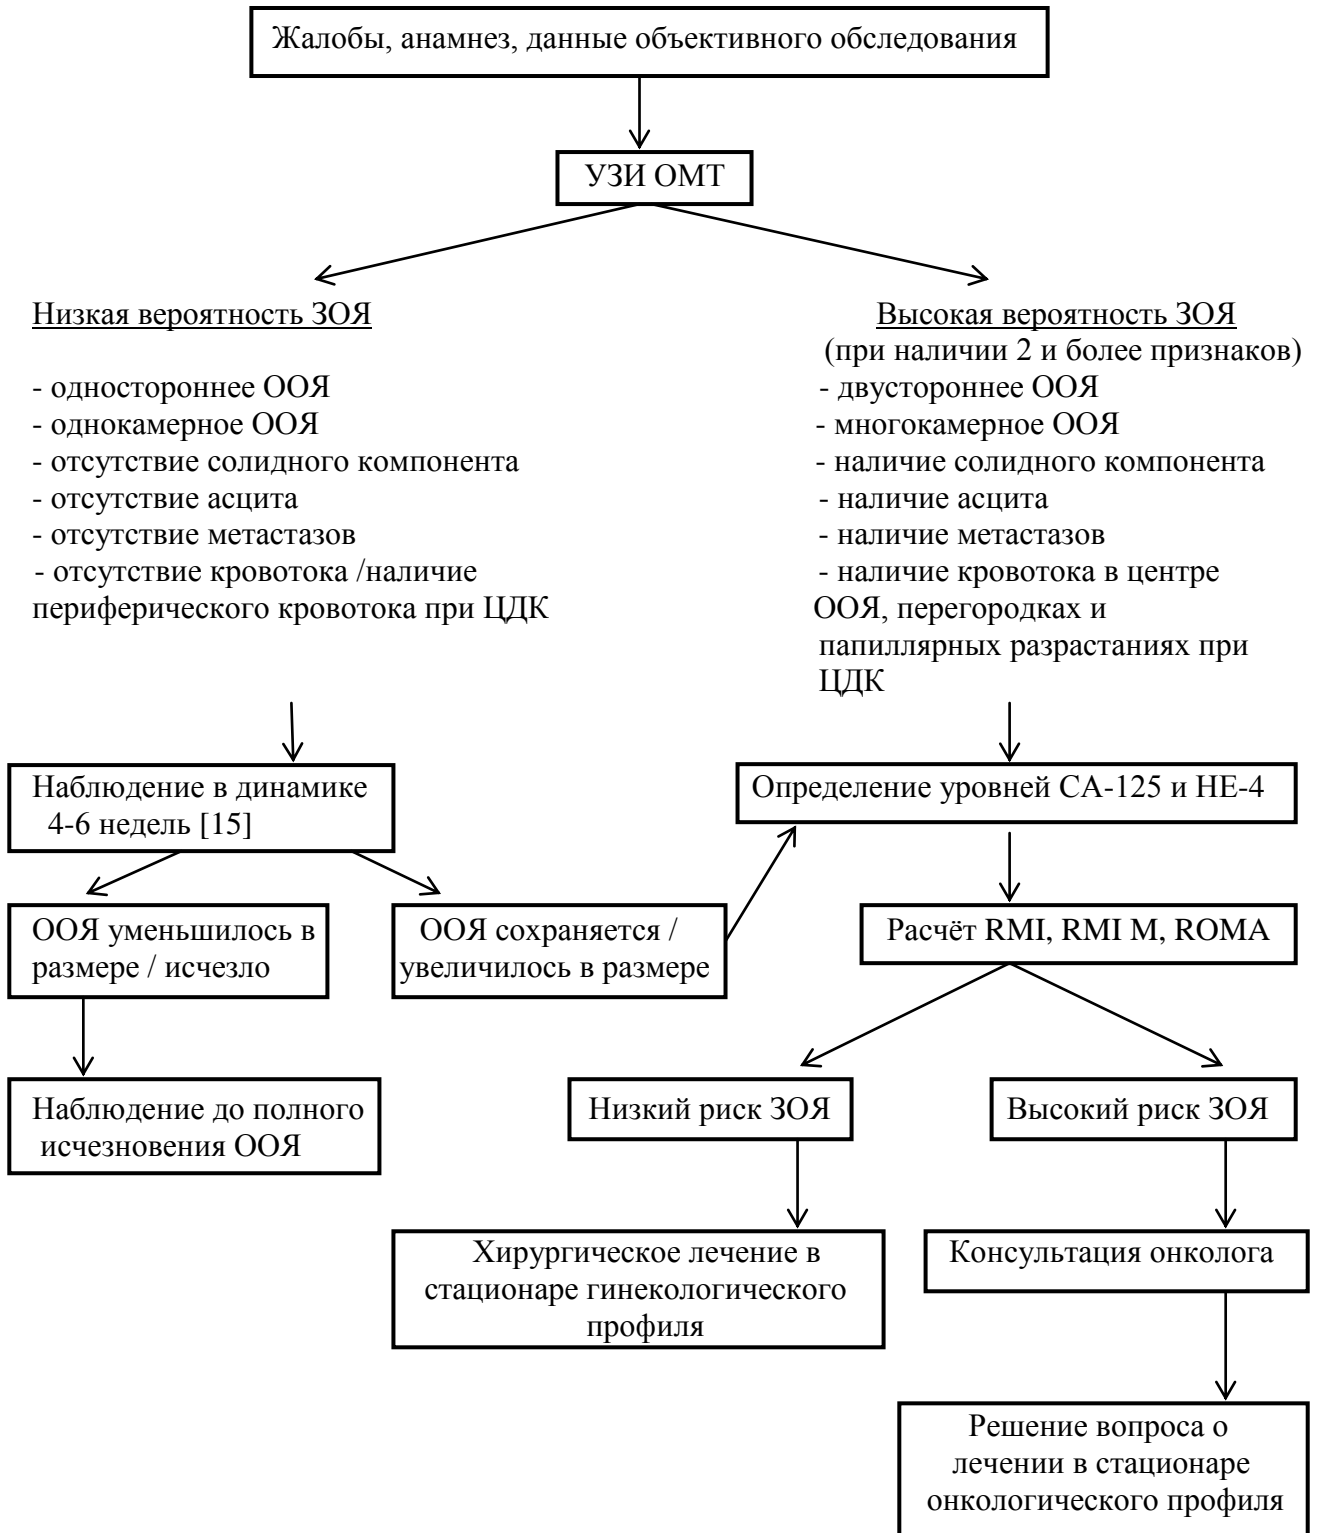 Жалобы, анамнез, данные объективного обследования
УЗИ ОМТ
Низкая вероятность ЗОЯ
- одностороннее ООЯ
- однокамерное ООЯ
- отсутствие солидного компонента
- отсутствие асцита
- отсутствие метастазов
- отсутствие кровотока /наличие
периферического кровотока при ЦДК
Высокая вероятность ЗОЯ
(при наличии 2 и более признаков)
- двустороннее ООЯ
- многокамерное ООЯ
- наличие солидного компонента
- наличие асцита
- наличие метастазов
- наличие кровотока в центре
ООЯ, перегородках и
папиллярных разрастаниях при
ЦДК
Наблюдение в динамике
4-6 недель [15]
Определение уровней СА-125 и НЕ-4
ООЯ уменьшилось в
размере / исчезло
ООЯ сохраняется /
увеличилось в размере
Расчёт RMI, RMI M, ROMA
Наблюдение до полного
исчезновения ООЯ
Низкий риск ЗОЯ
Высокий риск ЗОЯ
Хирургическое лечение в
стационаре гинекологического
профиля
Консультация онколога
Решение вопроса о
лечении в стационаре
онкологического профиля